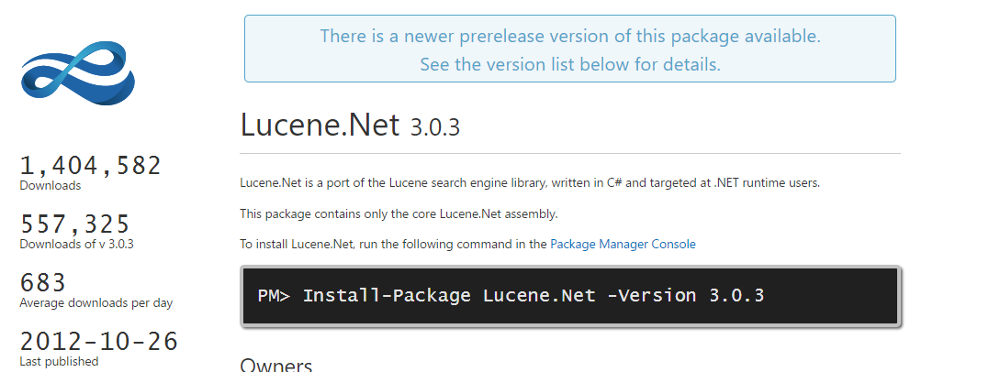 There is a newer prerelease version of this package available.
See the version list below for details.
Lucene.Net 3.0.3
1,404,582
Downloads
557,325
Downloads of v 3.0.3
683
Average downloads per day
2012-10-26
Last published
Lucene.Net is a port of the Lucene search engine library, written in C# and targeted at .NET runtime users.
This package contains only the core Lucene.Net assembly.
To install Lucene.Net, run the following command in the Package Manager Console
PM> Install-Package Lucene.Net -Version 3.0.3
Owners